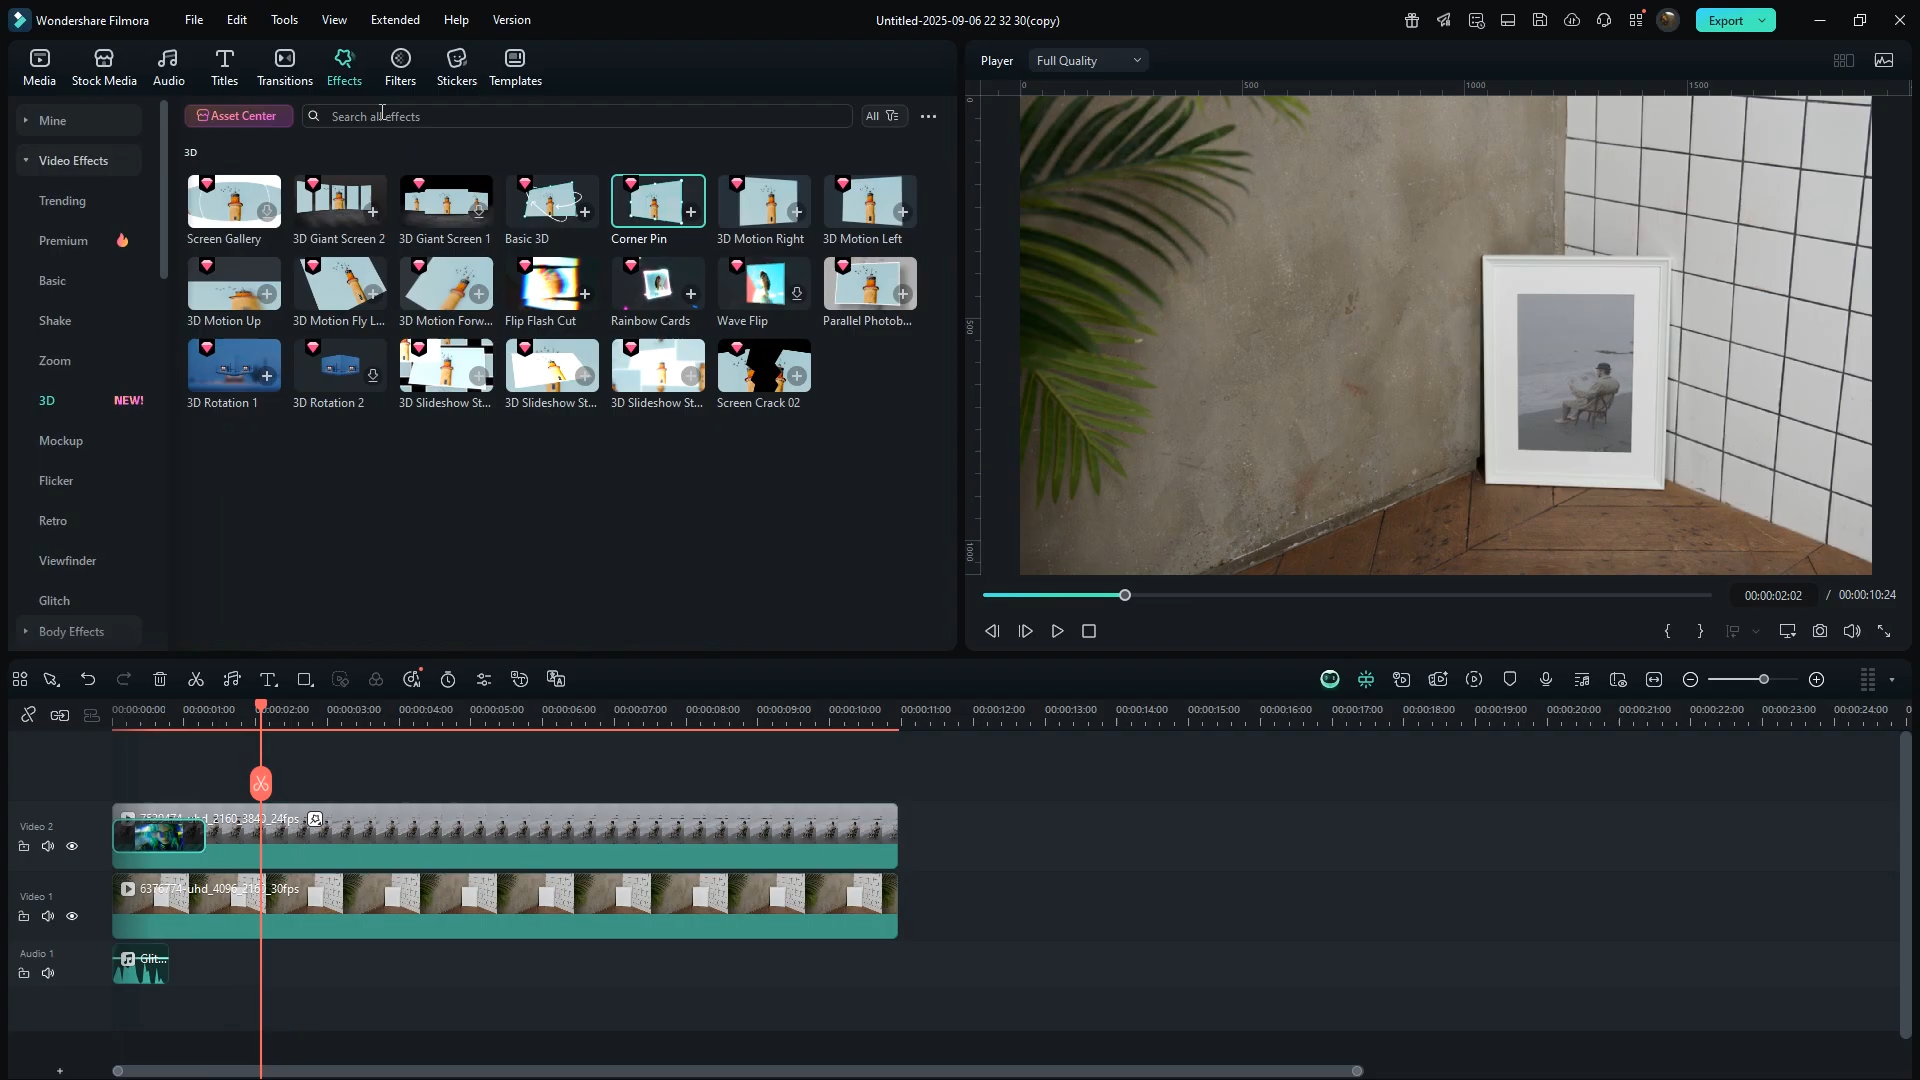 Wondershare Filmora File Edit Tools View Extended Help Version Untitled-2025-09-06 22 32 30(copy) Export
Media Stock Media Audio Titles Transitions Effects Filters Stickers Templates
Player Full Quality
Mine
Asset Center Search all effects All
Video Effects
3D
Trending
Premium
Basic
Shake
Zoom
3D NEW!
Mockup
Flicker
Retro
Viewfinder
Glitch
Body Effects
Screen Gallery 3D Giant Screen 2 3D Giant Screen 1 Basic 3D Corner Pin 3D Motion Right 3D Motion Left
3D Motion Up 3D Motion Fly L... 3D Motion Forw... Flip Flash Cut Rainbow Cards Wave Flip Parallel Photob...
3D Rotation 1 3D Rotation 2 3D Slideshow St... 3D Slideshow St... 3D Slideshow St... Screen Crack 02
0 500 1000 1500
0
500
1000
00:00:02:02 / 00:00:10:24
00:00:00:00 00:00:01:00 00:00:02:00 00:00:03:00 00:00:04:00 00:00:05:00 00:00:06:00 00:00:07:00 00:00:08:00 00:00:09:00 00:00:10:00 00:00:11:00 00:00:12:00 00:00:13:00 00:00:14:00 00:00:15:00 00:00:16:00 00:00:17:00 00:00:18:00 00:00:19:00 00:00:20:00 00:00:21:00 00:00:22:00 00:00:23:00 00:00:24:00
Video 2
Video 1
6376774-uhd_4096_2160_30fps
Audio 1
Glit...